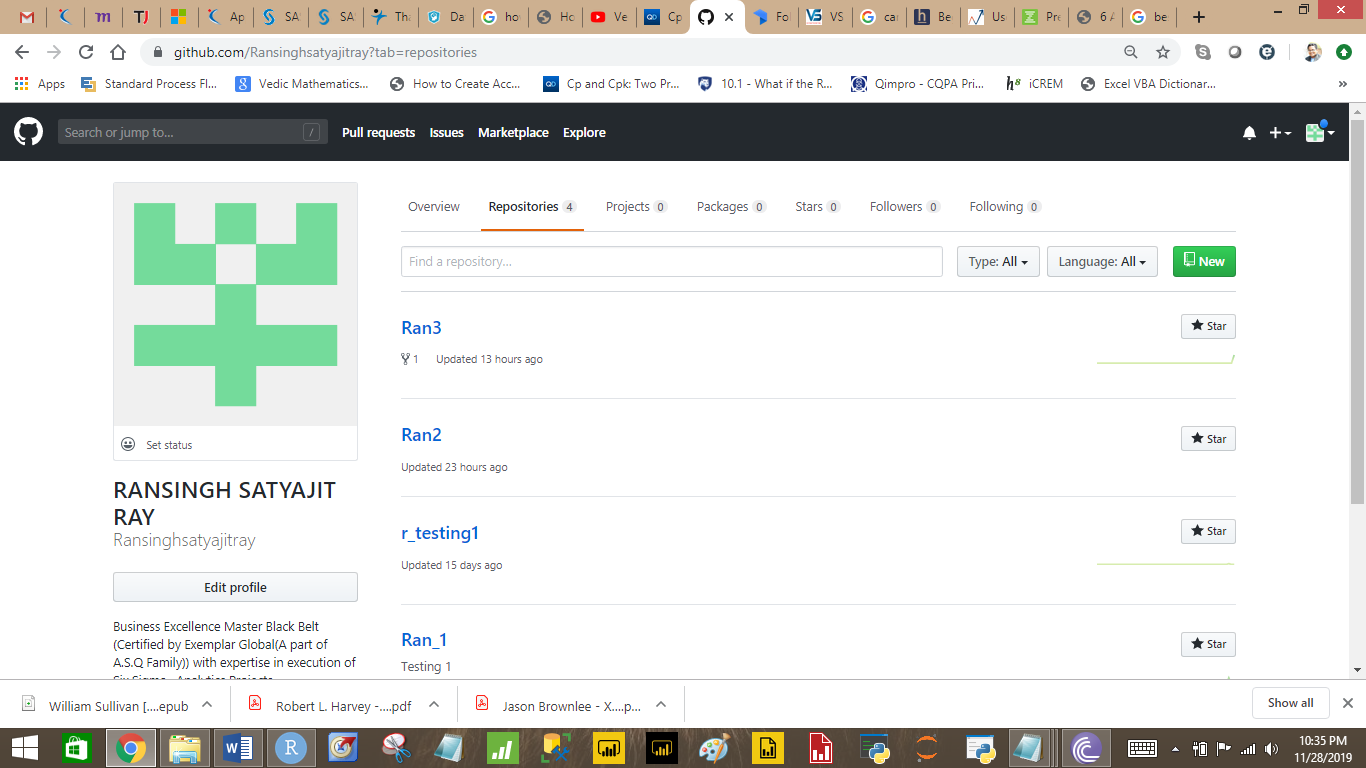 Ap
SA
SA
Tha
Da
ho
Ho
Ve
Cp
Fo
VS
ca
Be
Us
Pre
6 A
be
github.com/Ransinghsatyajitray?tab=repositories
Apps
Standard Process Fl...
Vedic Mathematics...
How to Create Acc...
Cp and Cpk: Two Pr...
10.1 - What if the R...
Qimpro - CQPA Pri...
iCREM
Excel VBA Dictionar...
»
Search or jump to... /
Pull requests Issues Marketplace Explore
Overview Repositories 4 Projects 0 Packages 0 Stars 0 Followers 0 Following 0
Find a repository... Type: All Language: All New
Ran3
Star
1 Updated 13 hours ago
Ran2
Star
Updated 23 hours ago
r_testing1
Star
Updated 15 days ago
Ran_1
Star
Testing 1
Set status
RANSINGH SATYAJIT
RAY
Ransinghsatyajitray
Edit profile
Business Excellence Master Black Belt
(Certified by Exemplar Global(A part of
A.S.Q Family)) with expertise in execution of
Six Sigma, Analytics Projects
William Sullivan [....epub
Robert L. Harvey -....pdf
Jason Brownlee - X....p...
Show all
10:35 PM
11/28/2019